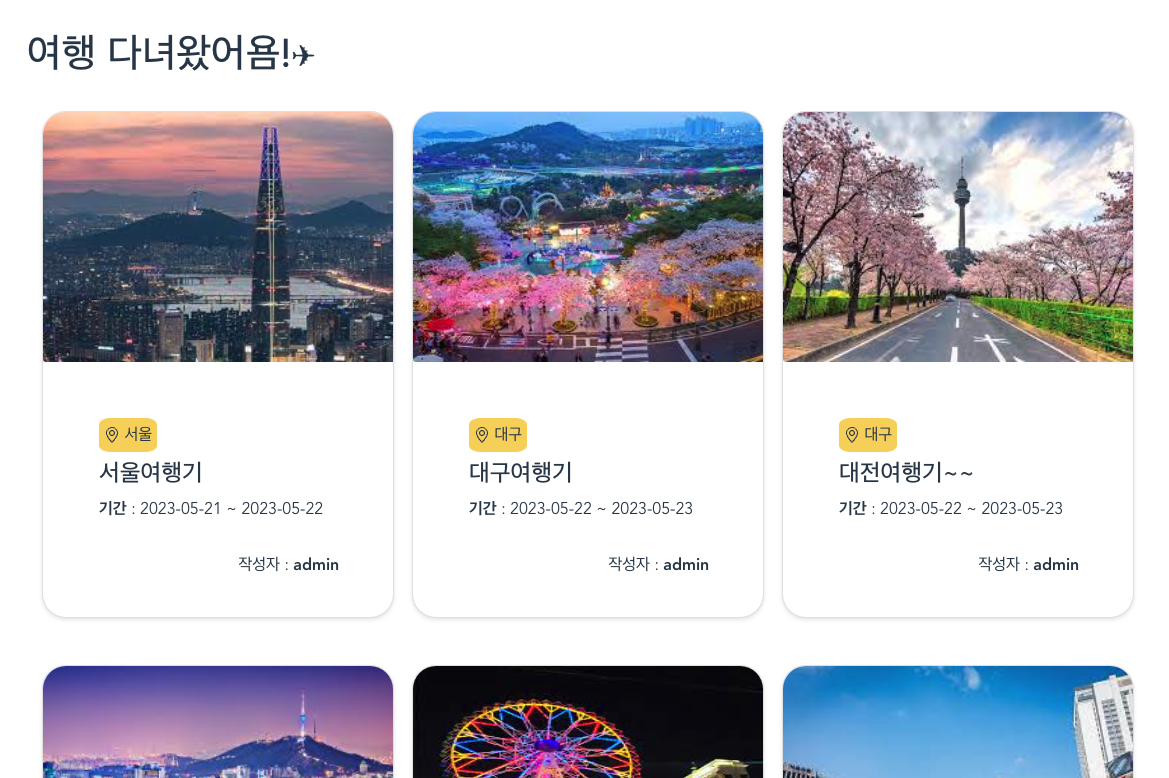 여행 다녀왔어욤!✈
서울
서울여행기
기간 : 2023-05-21 ~ 2023-05-22
작성자 : admin
대구
대구여행기
기간 : 2023-05-22 ~ 2023-05-23
작성자 : admin
대구
대전여행기~~
기간 : 2023-05-22 ~ 2023-05-23
작성자 : admin